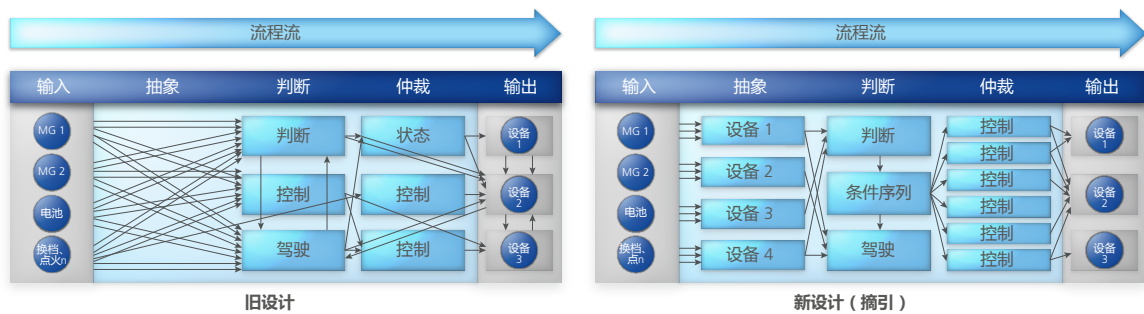 流程流
输入 抽象 判断 仲裁 输出
MG 1
MG 2
电池
换档、
点火n
判断
控制
驾驶
状态
控制
控制
设备
1
设备
2
设备
3
旧设计
流程流
输入 抽象 判断 仲裁 输出
MG 1
MG 2
电池
换档、
点n
设备 1
设备 2
设备 3
设备 4
判断
条件序列
驾驶
控制
控制
控制
控制
控制
控制
设备
1
设备
2
设备
3
新设计（摘引）